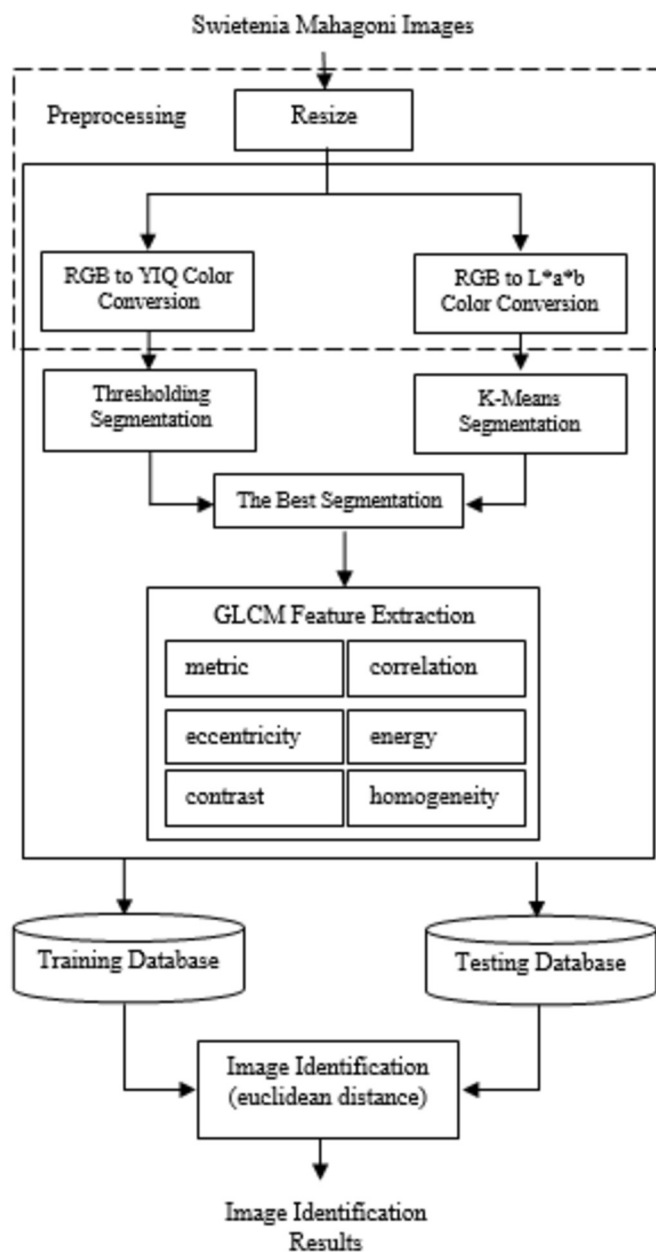 Swietenia Mahagoni Images
Preprocessing
Resize
RGB to YIQ Color
Conversion
RGB to L*a*b
Color Conversion
Thresholding
Segmentation
K-Means
Segmentation
The Best Segmentation
GLCM Feature Extraction
metric
correlation
eccentricity
energy
contrast
homogeneity
Training Database
Testing Database
Image Identification
(euclidean distance)
Image Identification
Results